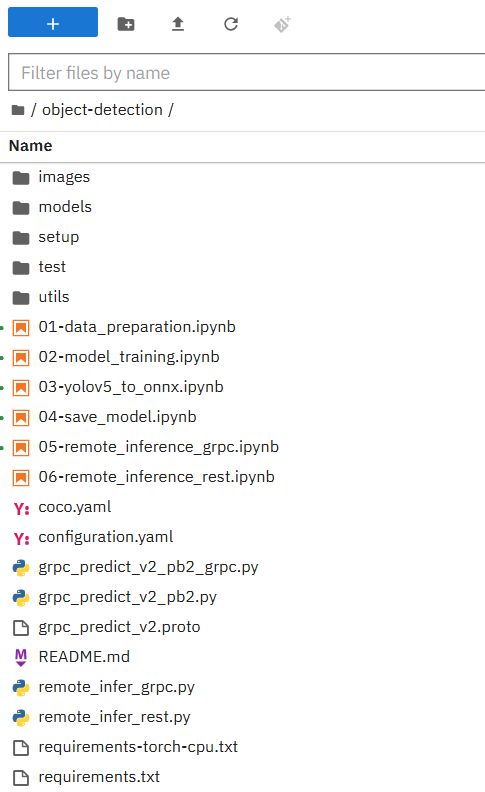 Filter files by name
/ object-detection /
Name
images
models
setup
test
utils
01-data_preparation.ipynb
02-model_training.ipynb
03-yolov5_to_onnx.ipynb
04-save_model.ipynb
05-remote_inference_grpc.ipynb
06-remote_inference_rest.ipynb
Y: coco.yaml
Y: configuration.yaml
grpc_predict_v2_pb2_grpc.py
grpc_predict_v2_pb2.py
grpc_predict_v2.proto
M README.md
remote_infer_grpc.py
remote_infer_rest.py
requirements-torch-cpu.txt
requirements.txt